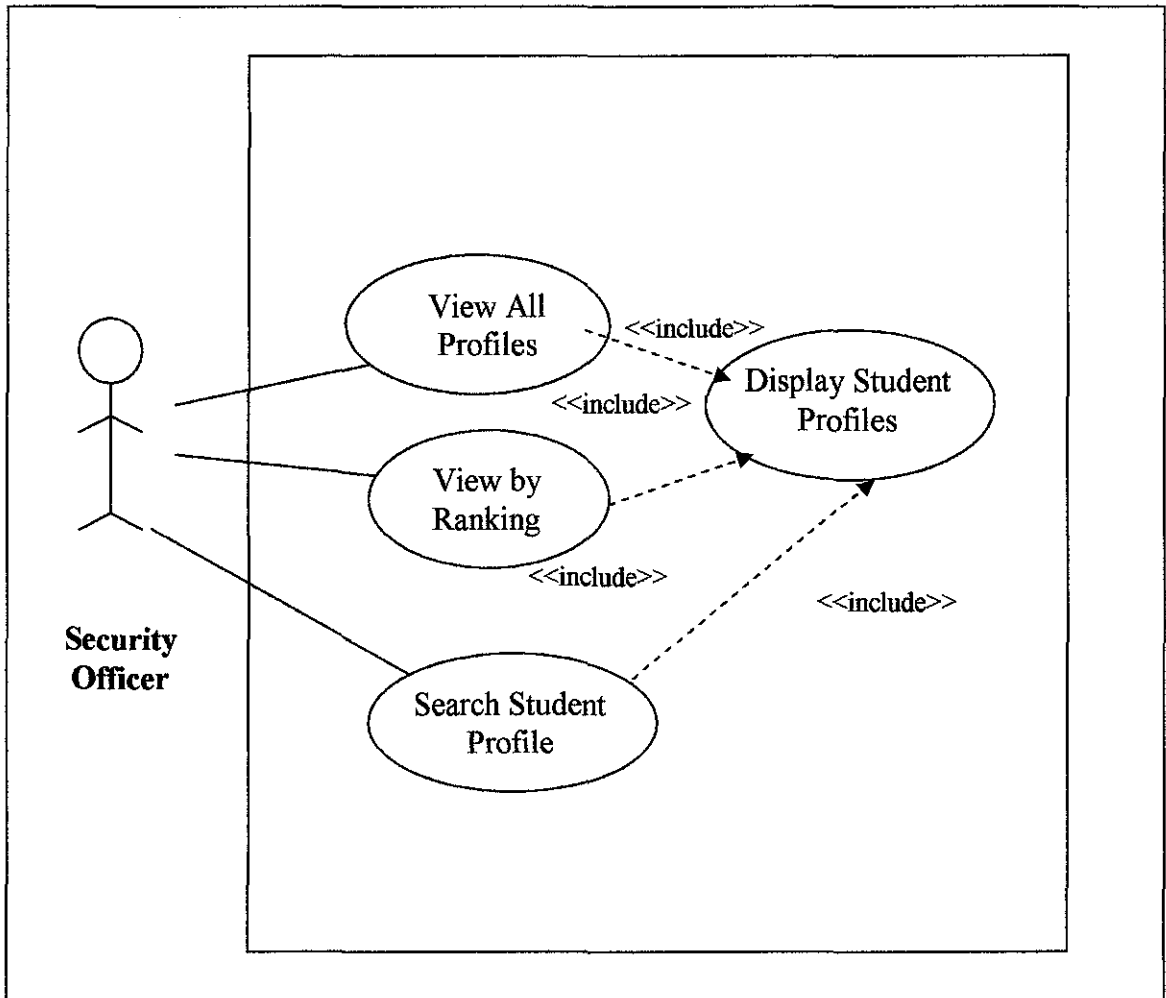 View All
Profiles
<<include>>
Display Student
Profiles
<<include>>
View by
Ranking
<<include>>
<<include>>
Security
Officer
Search Student
Profile